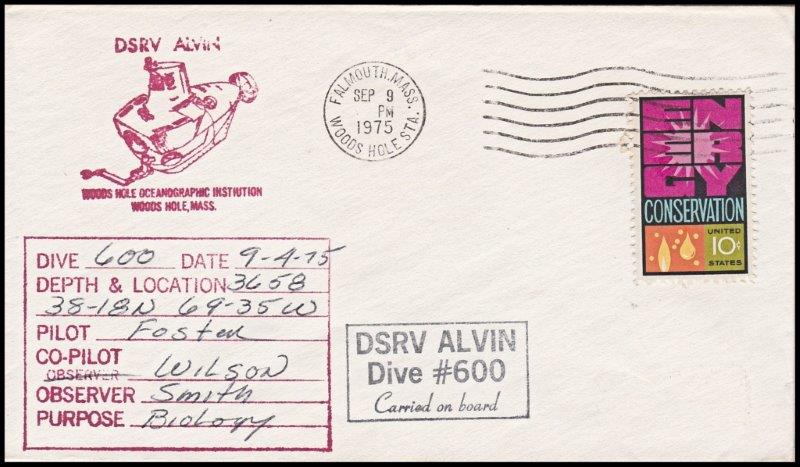 DSRV ALVIN
WOODS HOLE OCEANOGRAPHIC INSTIUTION
WOODS HOLE, MASS.
FALMOUTH, MASS.
SEP 9
PM
1975
WOODS HOLE STA.
ENERGY
CONSERVATION
UNITED
10¢
STATES
DIVE 600 DATE 9-4-75
DEPTH & LOCATION 3658
38-18N 69-35W
PILOT Foster
CO-PILOT
OBSERVER WILSON
OBSERVER Smith
PURPOSE Biology
DSRV ALVIN
Dive #600
Carried on board